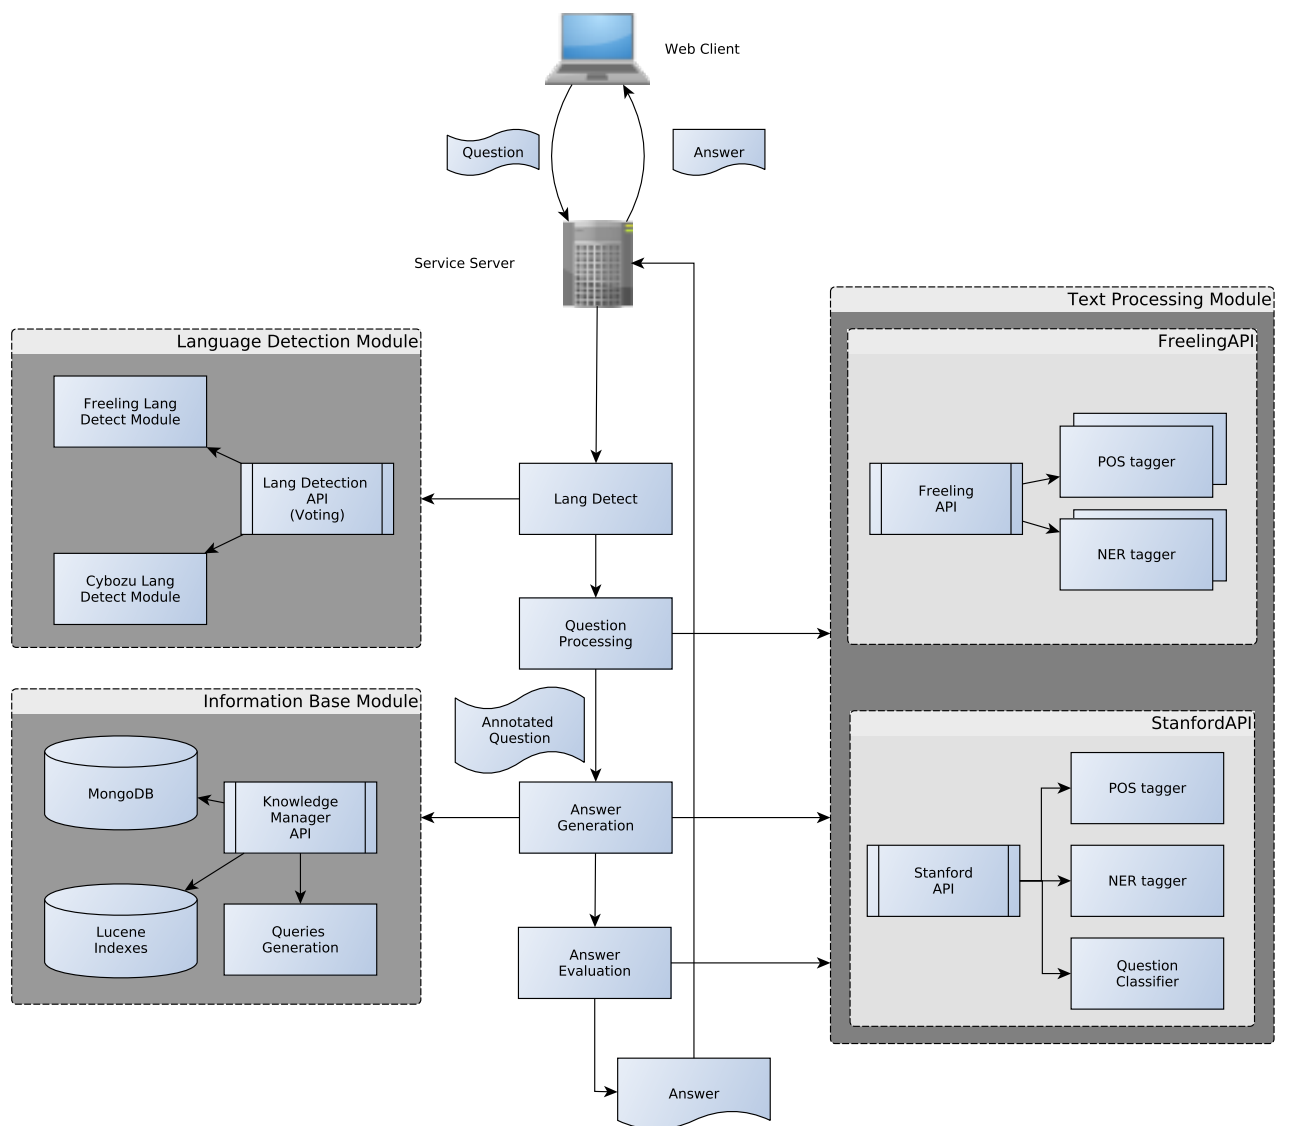 Web Client
Question
Answer
Service Server
Language Detection Module
Freeling Lang
Detect Module
Lang Detection
API
(Voting)
Cybozu Lang
Detect Module
Lang Detect
Question
Processing
Annotated
Question
Answer
Generation
Answer
Evaluation
Answer
Information Base Module
MongoDB
Knowledge
Manager
API
Lucene
Indexes
Queries
Generation
Text Processing Module
FreelingAPI
Freeling
API
POS tagger
NER tagger
StanfordAPI
Stanford
API
POS tagger
NER tagger
Question
Classifier